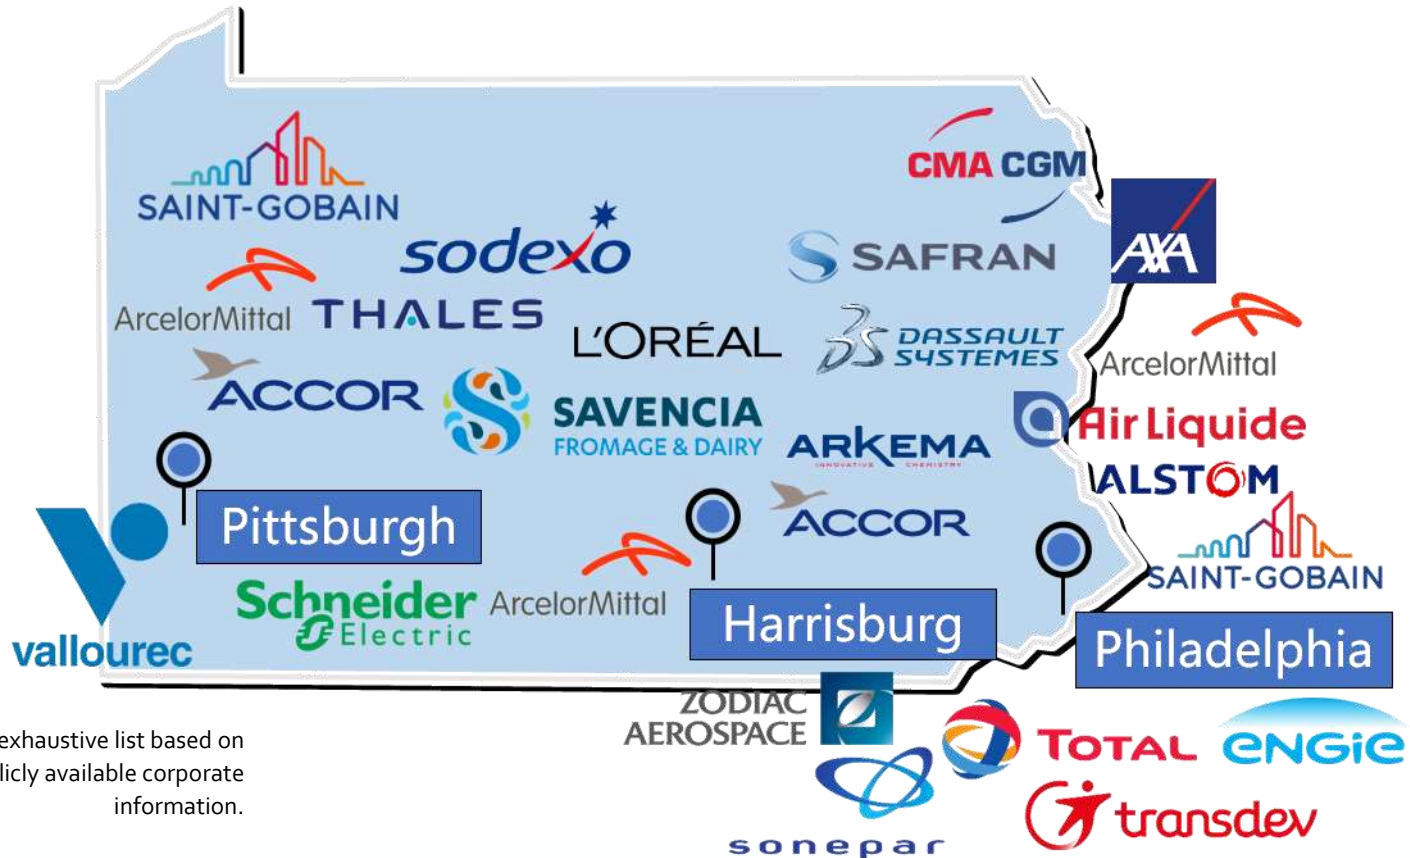 SAINT-GOBAIN
CMA CGM
AXA
sodexo
SAFRAN
ArcelorMittal
THALES
L'ORÉAL
DASSAULT
SYSTEMES
ArcelorMittal
ACCOR
SAVENCIA
FROMAGE & DAIRY
ARKEMA
INNOVATIVE CHEMISTRY
Air Liquide
ALSTOM
Pittsburgh
ACCOR
SAINT-GOBAIN
vallourec
Schneider
Electric
ArcelorMittal
Harrisburg
Philadelphia
ZODIAC
AEROSPACE
TOTAL
ENGIE
transdev
sonepar
exhaustive list based on
licly available corporate
information.